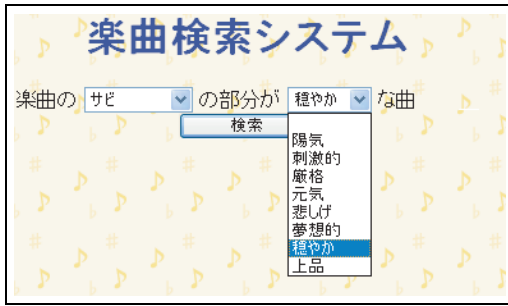 楽曲検索システム
楽曲の サビ の部分が 穏やか な曲
検索
陽気
刺激的
厳格
元気
悲しげ
夢想的
穏やか
上品